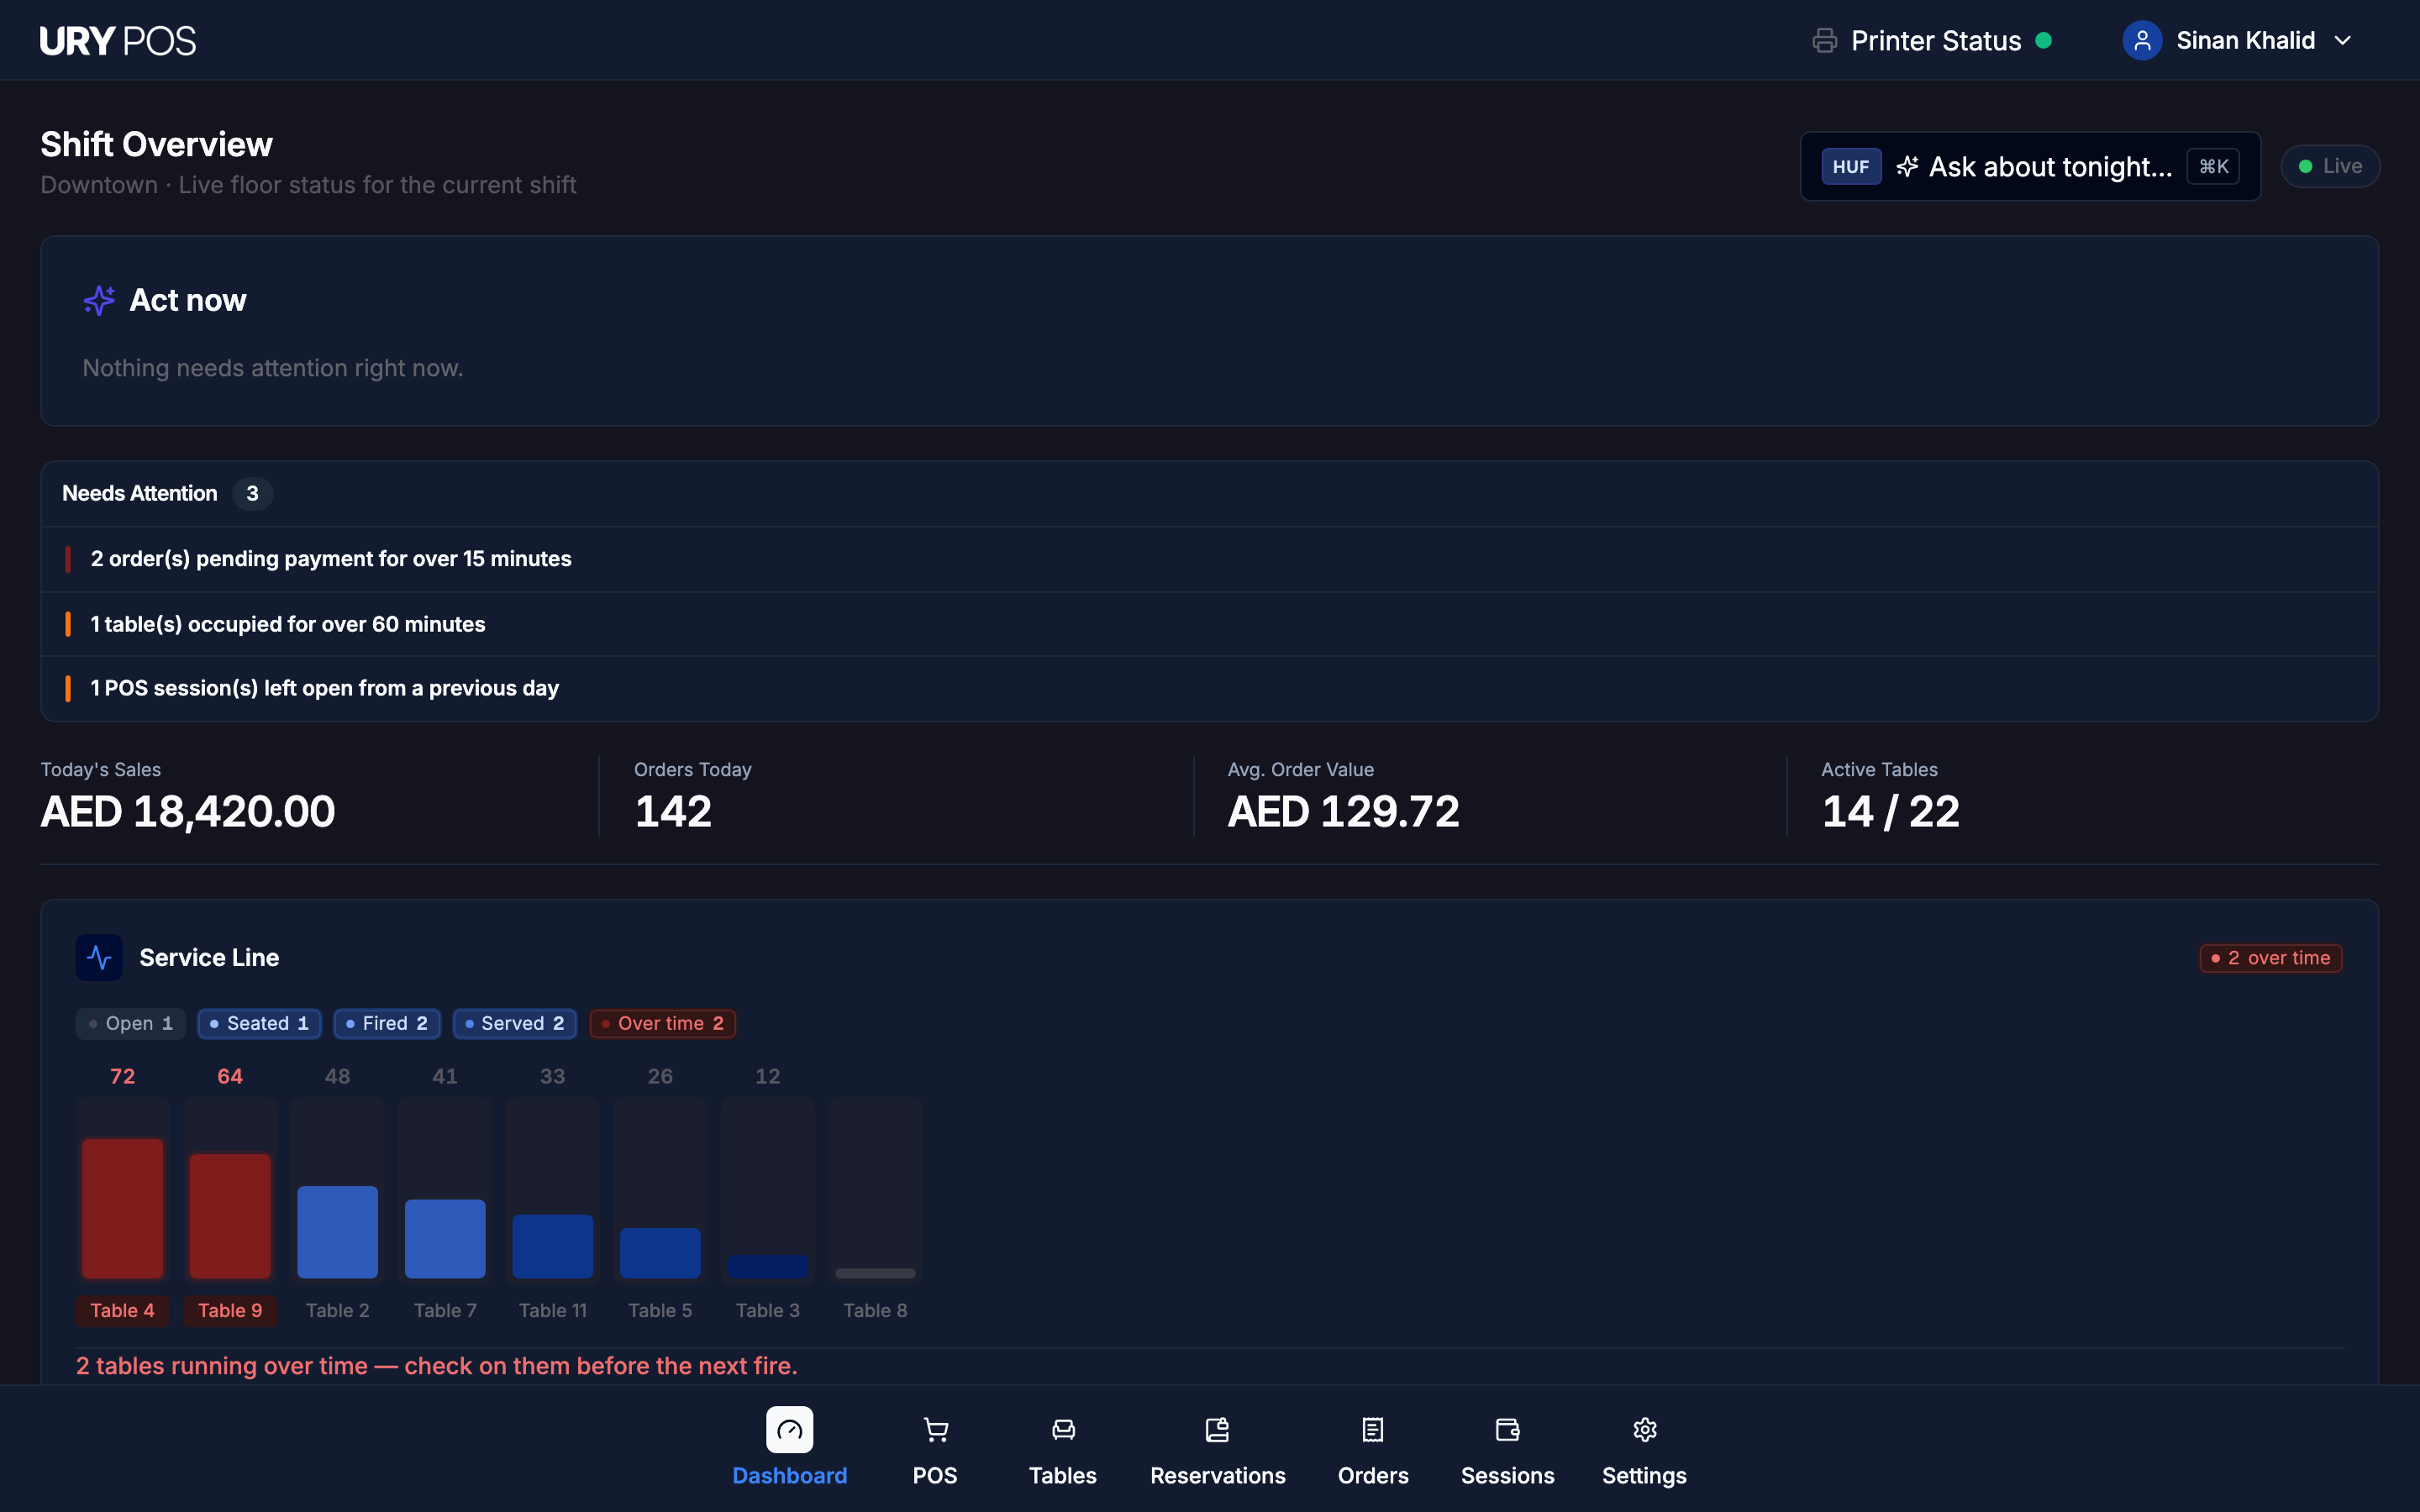 URY POS
Printer Status
Sinan Khalid
Shift Overview
Downtown · Live floor status for the current shift
HUF Ask about tonight... ⌘K
Live
Act now
Nothing needs attention right now.
Needs Attention 3
2 order(s) pending payment for over 15 minutes
1 table(s) occupied for over 60 minutes
1 POS session(s) left open from a previous day
Today's Sales
AED 18,420.00
Orders Today
142
Avg. Order Value
AED 129.72
Active Tables
14 / 22
Service Line
2 over time
Open 1 Seated 1 Fired 2 Served 2 Over time 2
72 64 48 41 33 26 12
Table 4 Table 9 Table 2 Table 7 Table 11 Table 5 Table 3 Table 8
2 tables running over time — check on them before the next fire.
Dashboard POS Tables Reservations Orders Sessions Settings